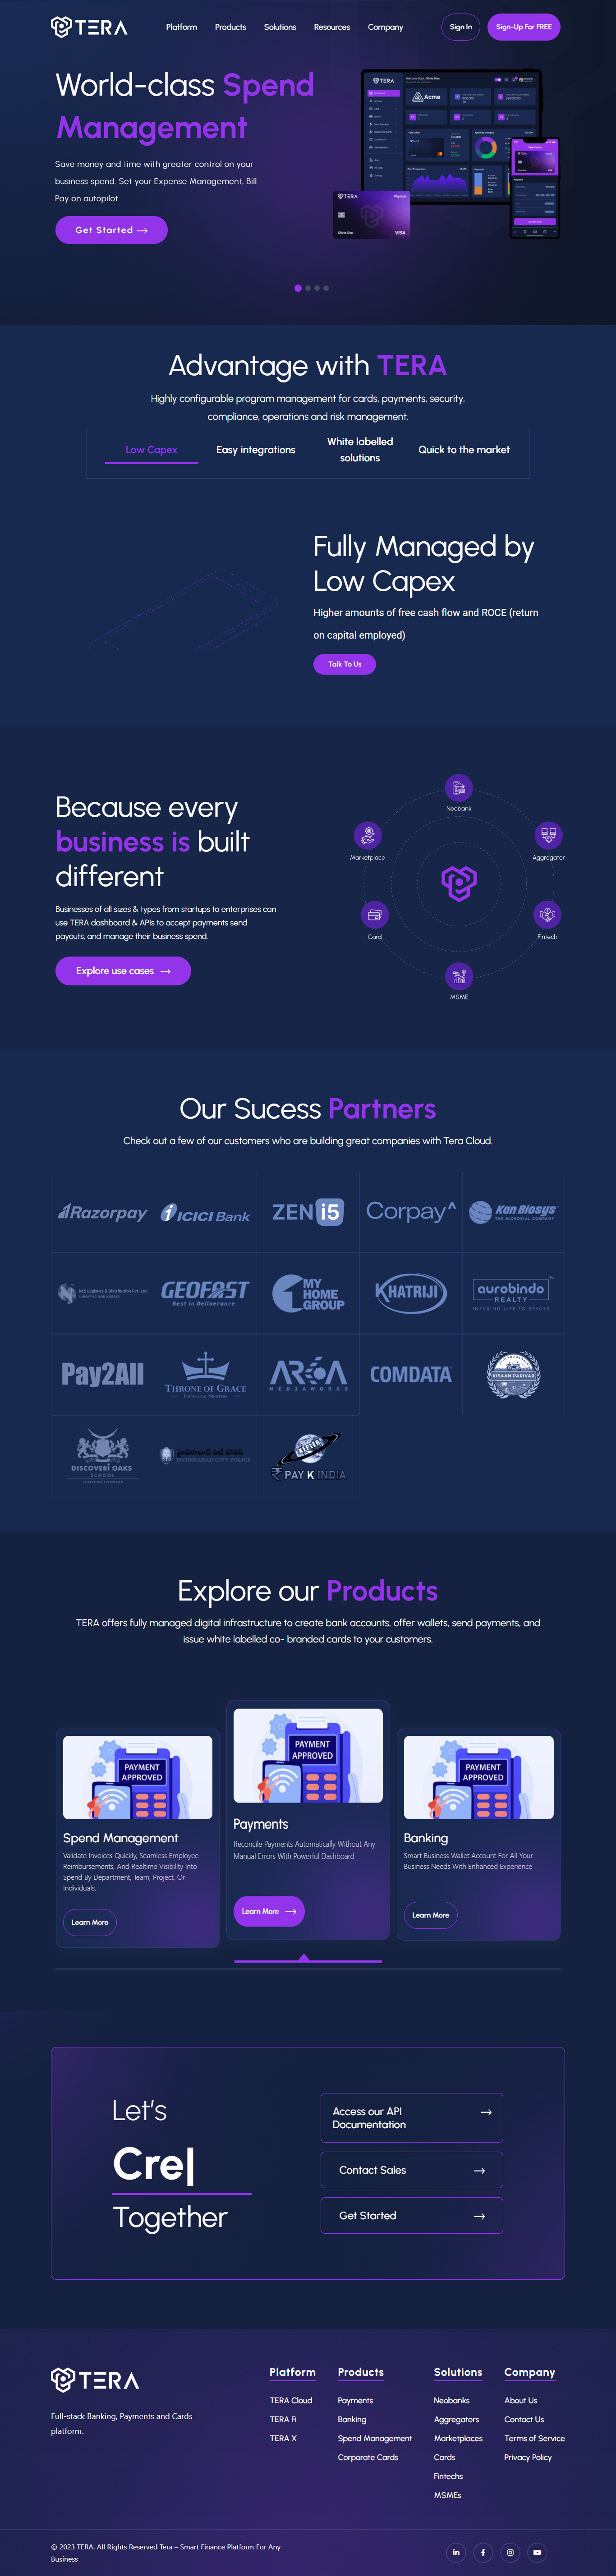 TERA
Platform
Products
Solutions
Resources
Company
Sign In
Sign-Up For FREE
World-class Spend
Management
Save money and time with greater control on your
business spend. Set your Expense Management, Bill
Pay on autopilot
Get Started
TERA
Acme
TERA
VISA
Advantage with TERA
Highly configurable program management for cards, payments, security,
compliance, operations and risk management.
Low Capex
Easy integrations
White labelled
solutions
Quick to the market
Fully Managed by
Low Capex
Higher amounts of free cash flow and ROCE (return
on capital employed)
Talk To Us
Because every
business is built
different
Businesses of all sizes & types from startups to enterprises can
use TERA dashboard & APIs to accept payments send
payouts, and manage their business spend.
Explore use cases
Neobank
Marketplace
Aggregator
Card
Fintech
MSME
Our Sucess Partners
Check out a few of our customers who are building great companies with Tera Cloud.
Razorpay
ICICI Bank
ZEN i5
Corpay^
Kan Biosys
THE MICROBIAL COMPANY
GEOFAST
Best In Deliverance
MY
HOME
GROUP
KHATRIJI
aurobindo
REALTY
INFUSING LIFE TO SPACES
Pay2All
THRONE OF GRACE
AREA
MEDIAWORKS
COMDATA
KISAAN PARIVAR
DISCOVERI OAKS
SCHOOL
HYDERABAD CITY POLICE
PAY K INDIA
Explore our Products
TERA offers fully managed digital infrastructure to create bank accounts, offer wallets, send payments, and
issue white labelled co- branded cards to your customers.
PAYMENT
APPROVED
Spend Management
Validate Invoices Quickly, Seamless Employee
Reimbursements, And Realtime Visibility Into
Spend By Department, Team, Project, Or
Individuals.
Learn More
PAYMENT
APPROVED
Payments
Reconcile Payments Automatically Without Any
Manual Errors With Powerful Dashboard
Learn More
PAYMENT
APPROVED
Banking
Smart Business Wallet Account For All Your
Business Needs With Enhanced Experience
Learn More
Let's
Cre|
Together
Access our API
Documentation
Contact Sales
Get Started
TERA
Full-stack Banking, Payments and Cards
platform.
Platform
TERA Cloud
TERA Fi
TERA X
Products
Payments
Banking
Spend Management
Corporate Cards
Solutions
Neobanks
Aggregators
Marketplaces
Cards
Fintechs
MSMEs
Company
About Us
Contact Us
Terms of Service
Privacy Policy
© 2023 TERA. All Rights Reserved Tera – Smart Finance Platform For Any
Business